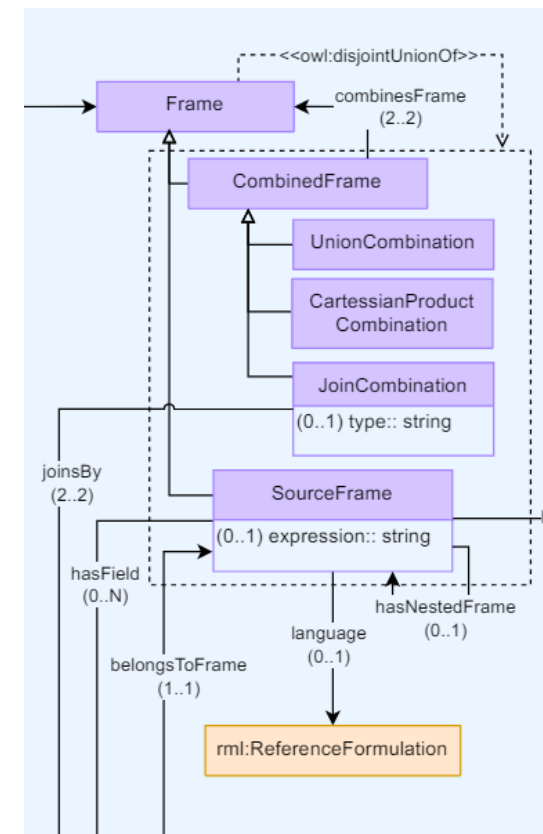 <<owl:disjointUnionOf>>
Frame
combinesFrame
(2..2)
CombinedFrame
UnionCombination
CartessianProduct
Combination
JoinCombination
(0..1) type:: string
joinsBy
(2..2)
SourceFrame
(0..1) expression:: string
hasField
(0..N)
hasNestedFrame
(0..1)
language
(0..1)
belongsToFrame
(1..1)
rml:ReferenceFormulation